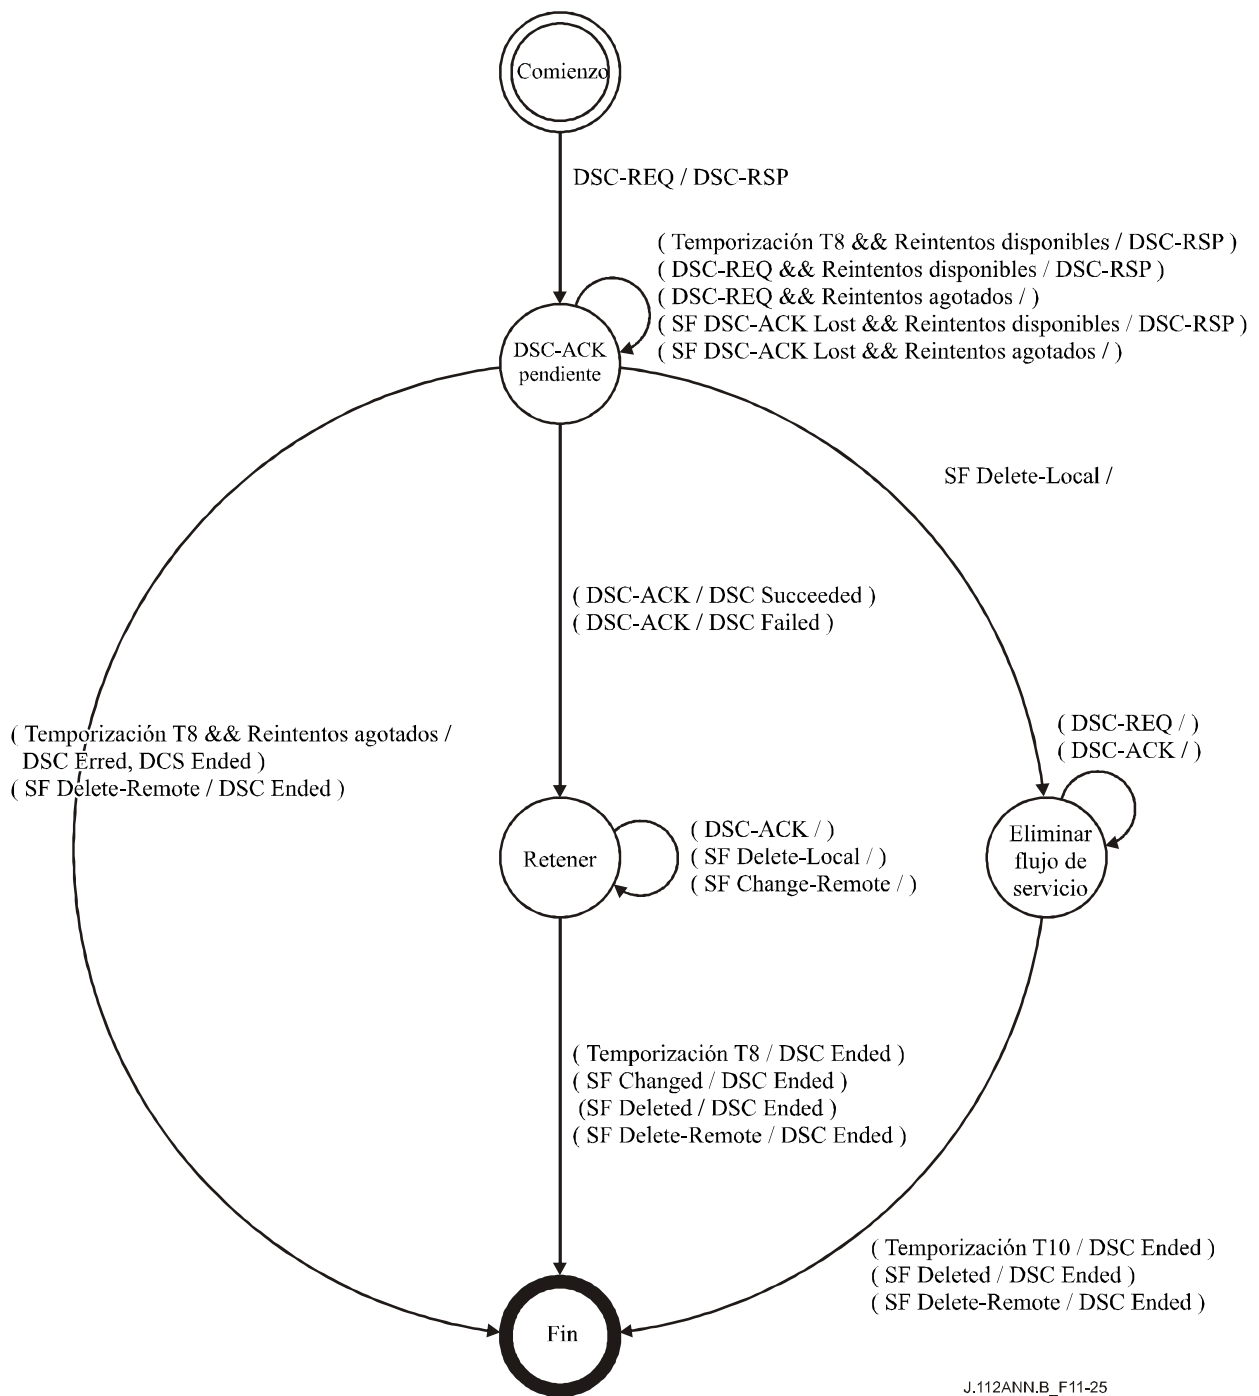 Comienzo
DSC-REQ / DSC-RSP
( Temporización T8 && Reintentos disponibles / DSC-RSP )
( DSC-REQ && Reintentos disponibles / DSC-RSP )
( DSC-REQ && Reintentos agotados / )
( SF DSC-ACK Lost && Reintentos disponibles / DSC-RSP )
( SF DSC-ACK Lost && Reintentos agotados / )
DSC-ACK
pendiente
SF Delete-Local /
( DSC-ACK / DSC Succeeded )
( DSC-ACK / DSC Failed )
( Temporización T8 && Reintentos agotados /
DSC Erred, DCS Ended )
( SF Delete-Remote / DSC Ended )
( DSC-REQ / )
( DSC-ACK / )
Retener
( DSC-ACK / )
( SF Delete-Local / )
( SF Change-Remote / )
Eliminar
flujo de
servicio
( Temporización T8 / DSC Ended )
( SF Changed / DSC Ended )
(SF Deleted / DSC Ended )
( SF Delete-Remote / DSC Ended )
( Temporización T10 / DSC Ended )
( SF Deleted / DSC Ended )
( SF Delete-Remote / DSC Ended )
Fin
J.112ANN.B_F11-25